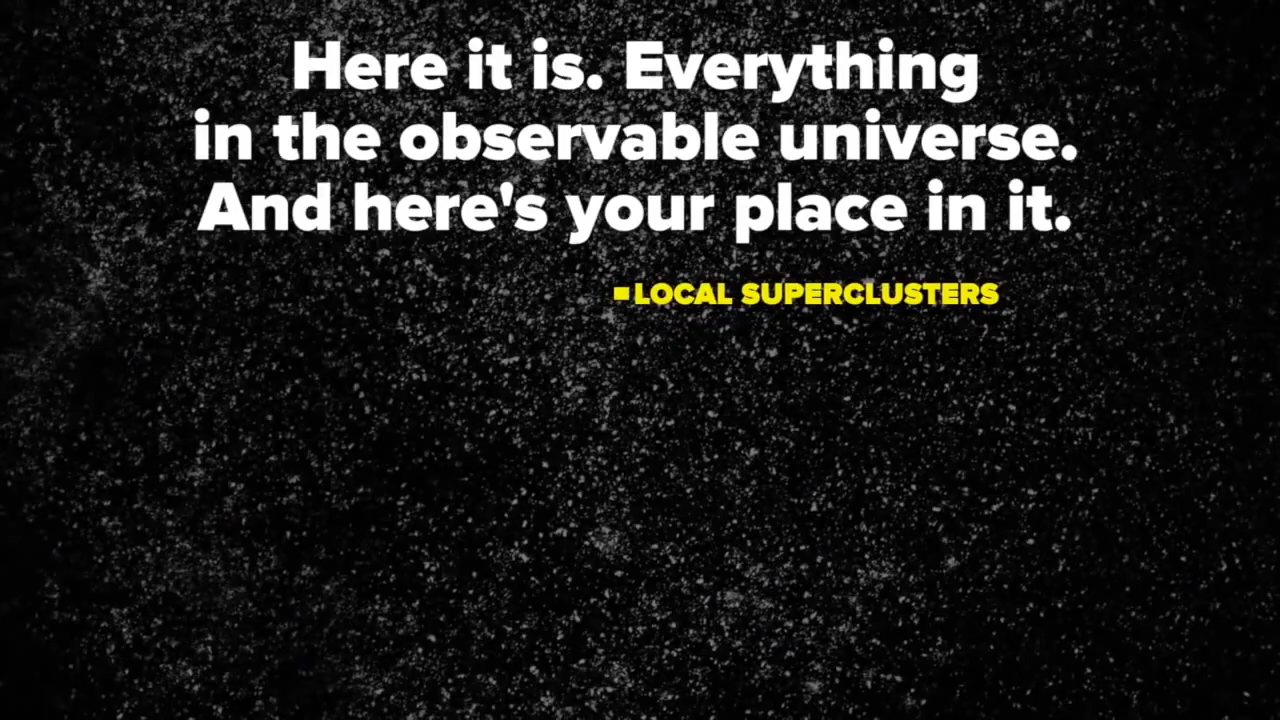 Here it is. Everything
in the observable universe.
And here's your place in it.
LOCAL SUPERCLUSTERS